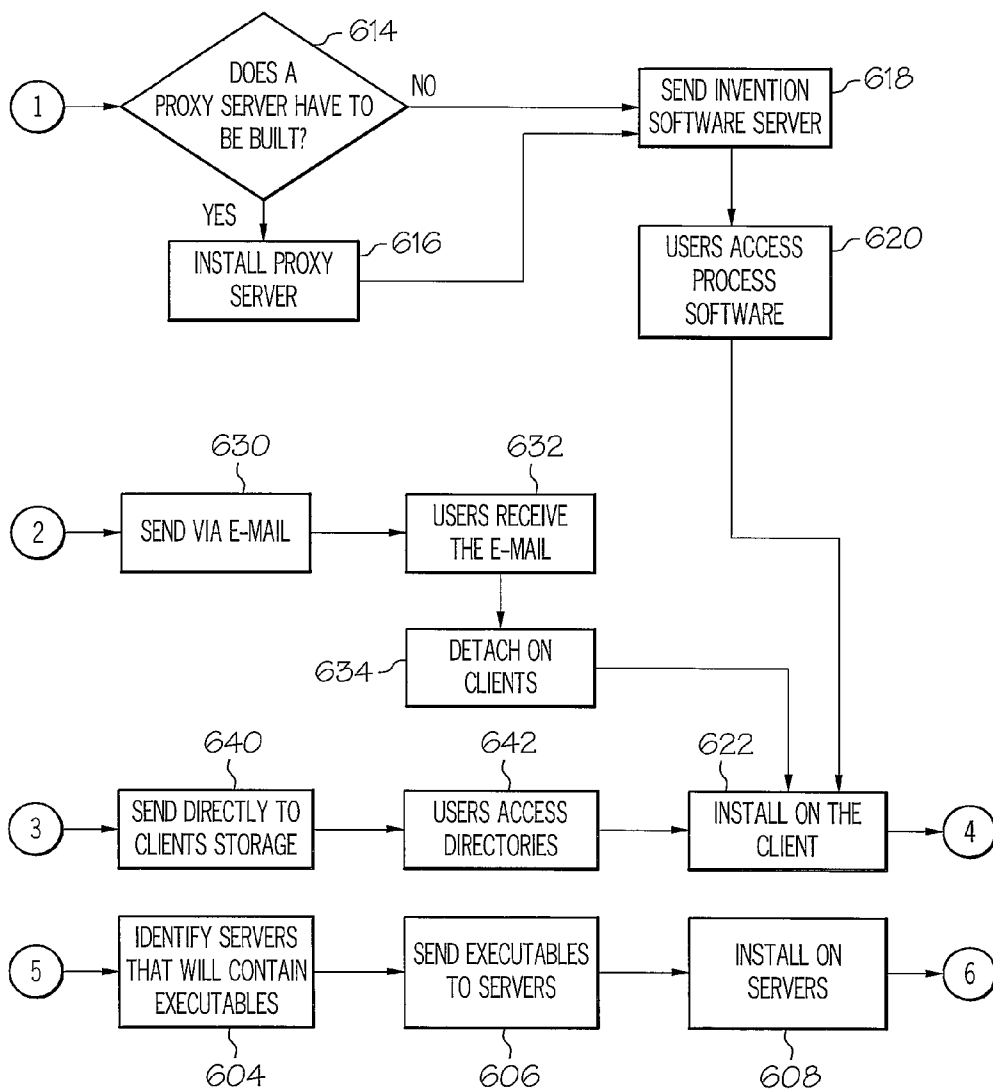 614
1
DOES A
PROXY SERVER HAVE TO
BE BUILT?
NO
YES
SEND INVENTION
SOFTWARE SERVER
618
INSTALL PROXY
SERVER
616
USERS ACCESS
PROCESS
SOFTWARE
620
630
632
2
SEND VIA E-MAIL
USERS RECEIVE
THE E-MAIL
634
DETACH ON
CLIENTS
640
642
622
3
SEND DIRECTLY TO
CLIENTS STORAGE
USERS ACCESS
DIRECTORIES
INSTALL ON THE
CLIENT
4
5
IDENTIFY SERVERS
THAT WILL CONTAIN
EXECUTABLES
SEND EXECUTABLES
TO SERVERS
INSTALL ON
SERVERS
6
604
606
608